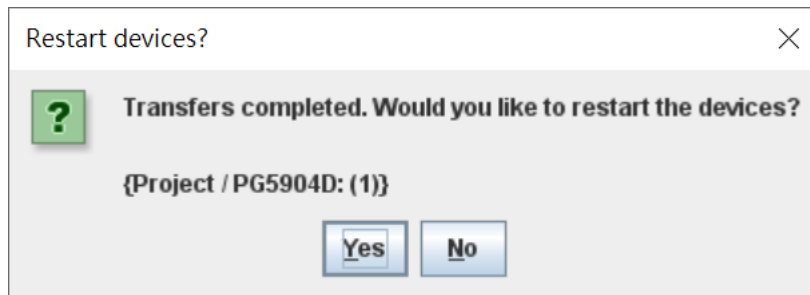 Restart devices?
Transfers completed. Would you like to restart the devices?
{Project / PG5904D: (1)}
Yes
No